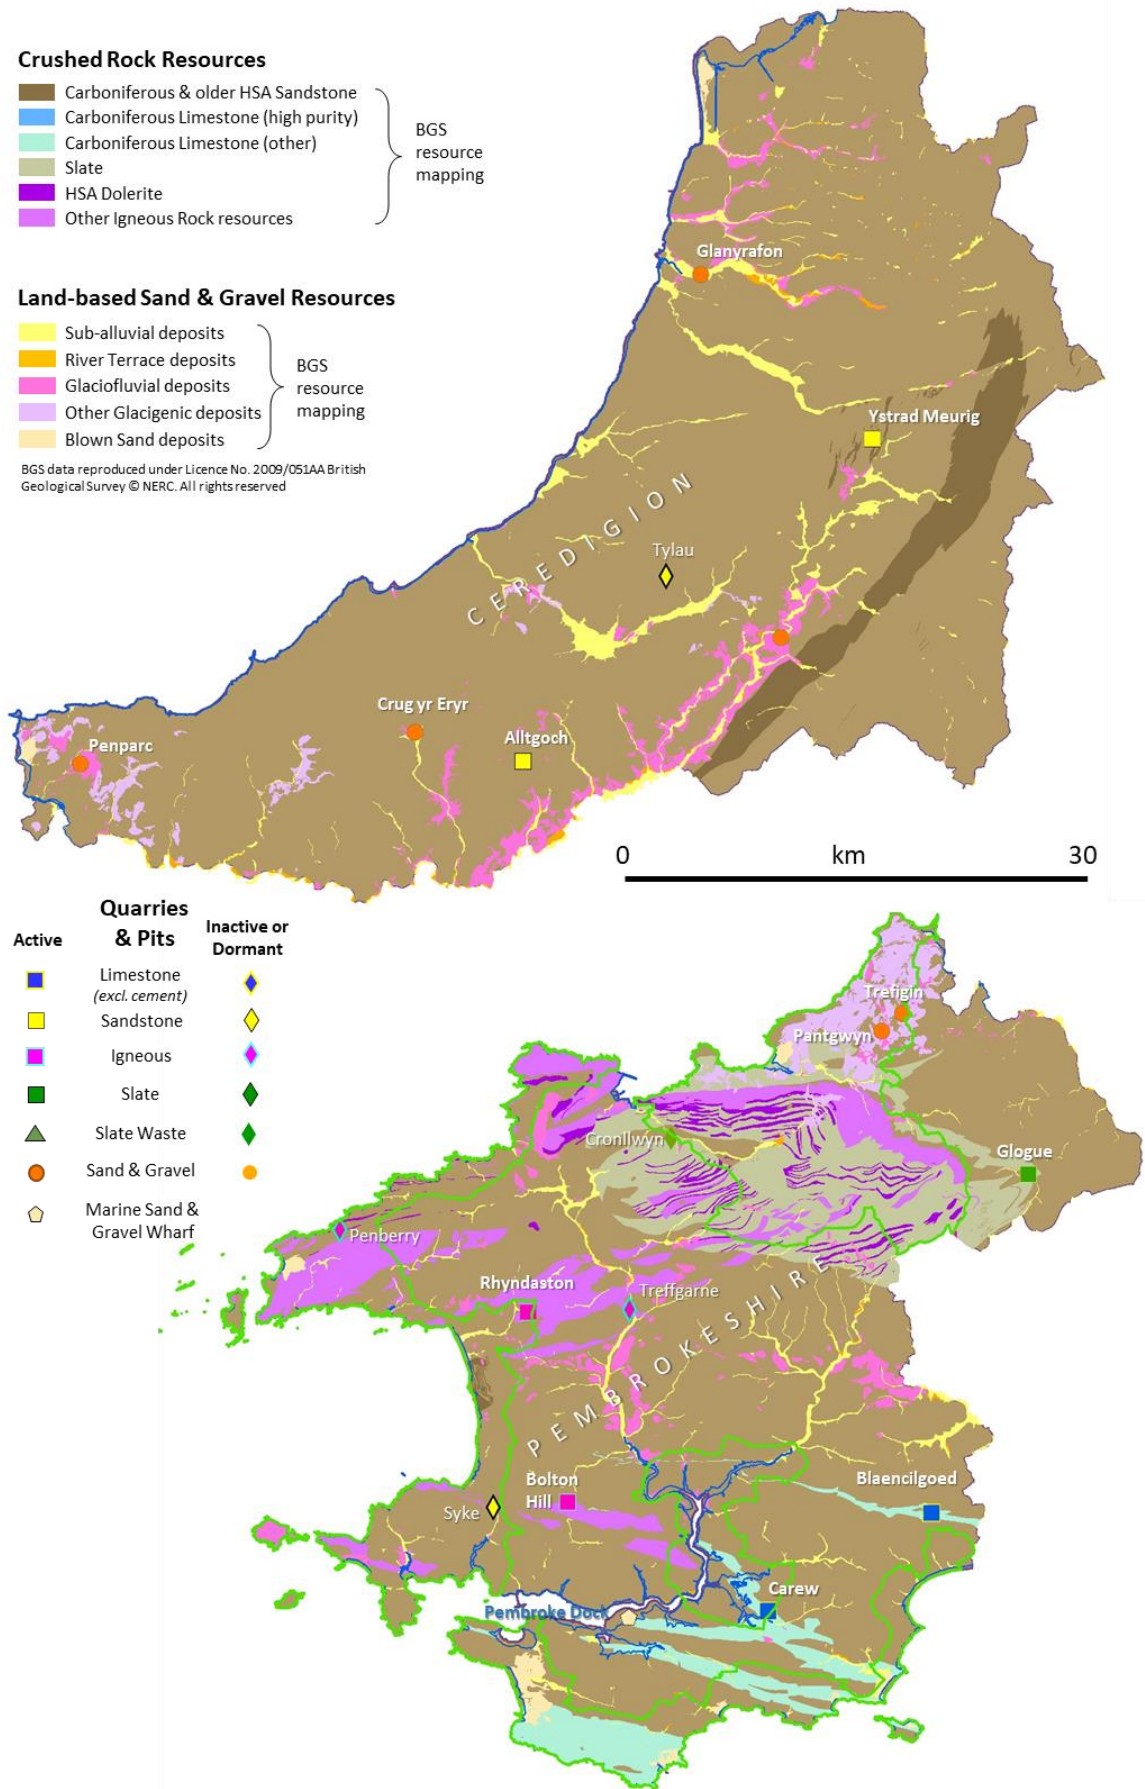 Crushed Rock Resources
Carboniferous & older HSA Sandstone
Carboniferous Limestone (high purity)
Carboniferous Limestone (other)
Slate
HSA Dolerite
Other Igneous Rock resources
BGS
resource
mapping
Land-based Sand & Gravel Resources
Sub-alluvial deposits
River Terrace deposits
Glaciofluvial deposits
Other Glacigenic deposits
Blown Sand deposits
BGS
resource
mapping
BGS data reproduced under Licence No. 2009/051AA British
Geological Survey © NERC. All rights reserved
Glanyrafon
Ystrad Meurig
CEREDIGION
Tylau
Crug yr Eryr
Alltgoch
Penparc
0 km 30
Quarries
& Pits
Active
Inactive or
Dormant
Limestone
(excl. cement)
Sandstone
Igneous
Slate
Slate Waste
Sand & Gravel
Marine Sand &
Gravel Wharf
Trefigin
Pantgwyn
Cronllwyn
Glogue
Penberry
Rhyndaston
Treffgarne
PEMBROKESHIRE
Bolton
Hill
Blaencilgoed
Syke
Carew
Pembroke Dock